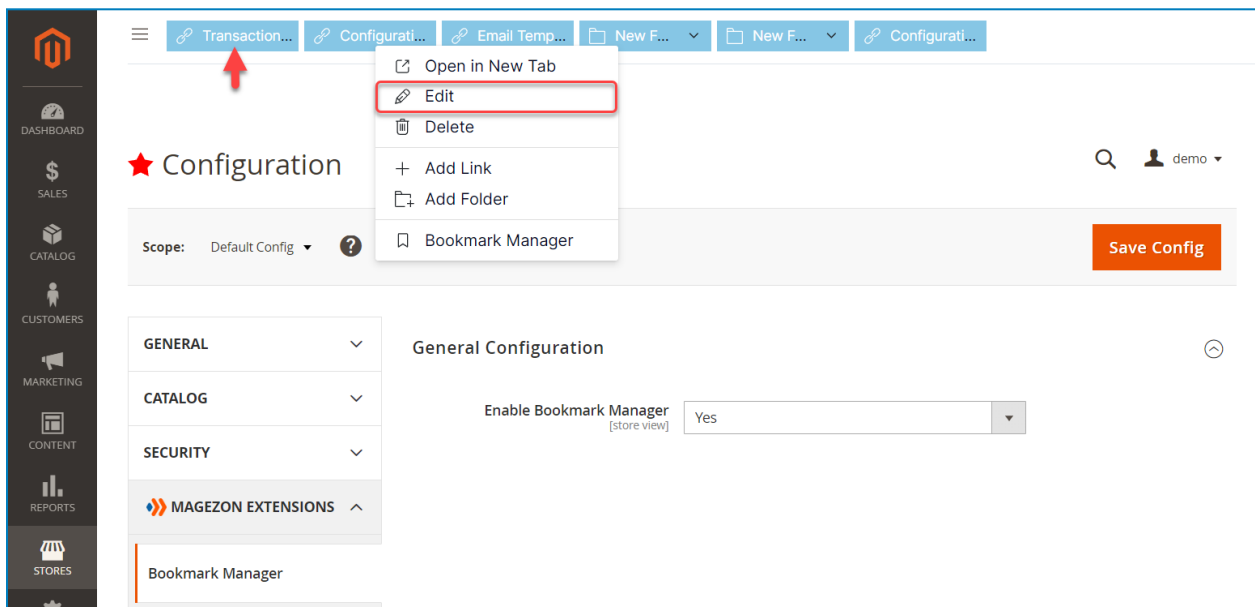 Transaction... Configurati... Email Temp... New F... New F... Configurati...
Open in New Tab
Edit
Delete
Add Link
Add Folder
Bookmark Manager
DASHBOARD
SALES
CATALOG
CUSTOMERS
MARKETING
CONTENT
REPORTS
STORES
Configuration
demo
Scope: Default Config ?
Save Config
GENERAL
CATALOG
SECURITY
MAGEZON EXTENSIONS
Bookmark Manager
General Configuration
Enable Bookmark Manager Yes
[store view]